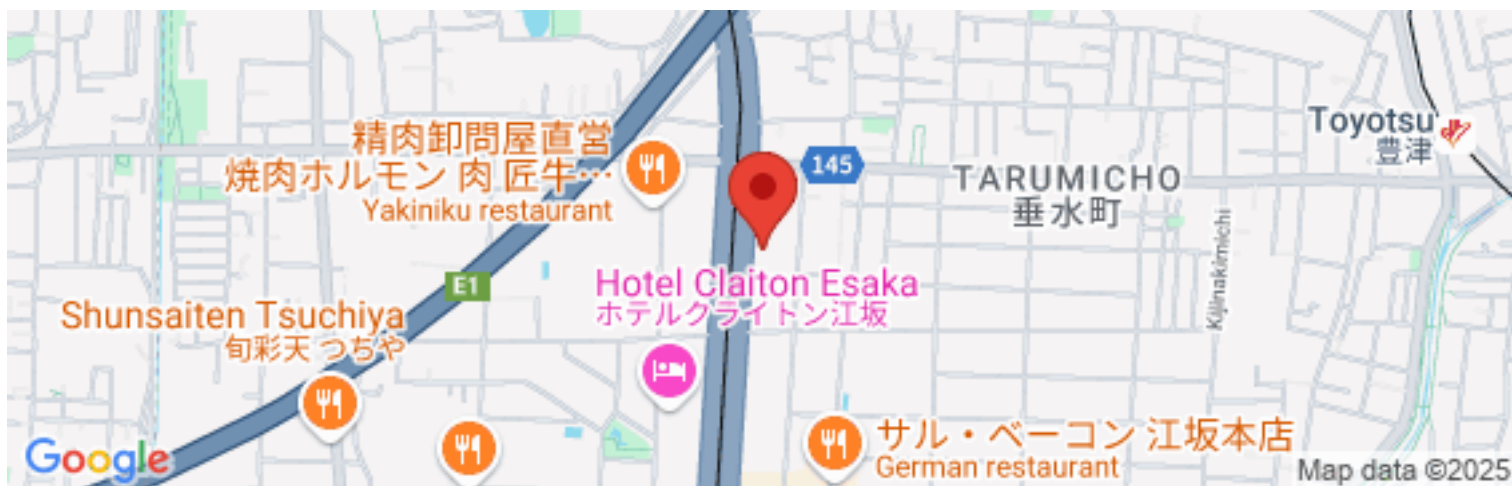 精肉卸問屋直営
焼肉ホルモン 肉 匠牛…
Yakiniku restaurant
145
Toyotsu
豊津
TARUMICHO
垂水町
Kijinakimichi
E1
Hotel Claiton Esaka
ホテルクライトン江坂
Shunsaiten Tsuchiya
旬彩天 つちや
サル・ベーコン 江坂本店
German restaurant
Google
Map data ©2025